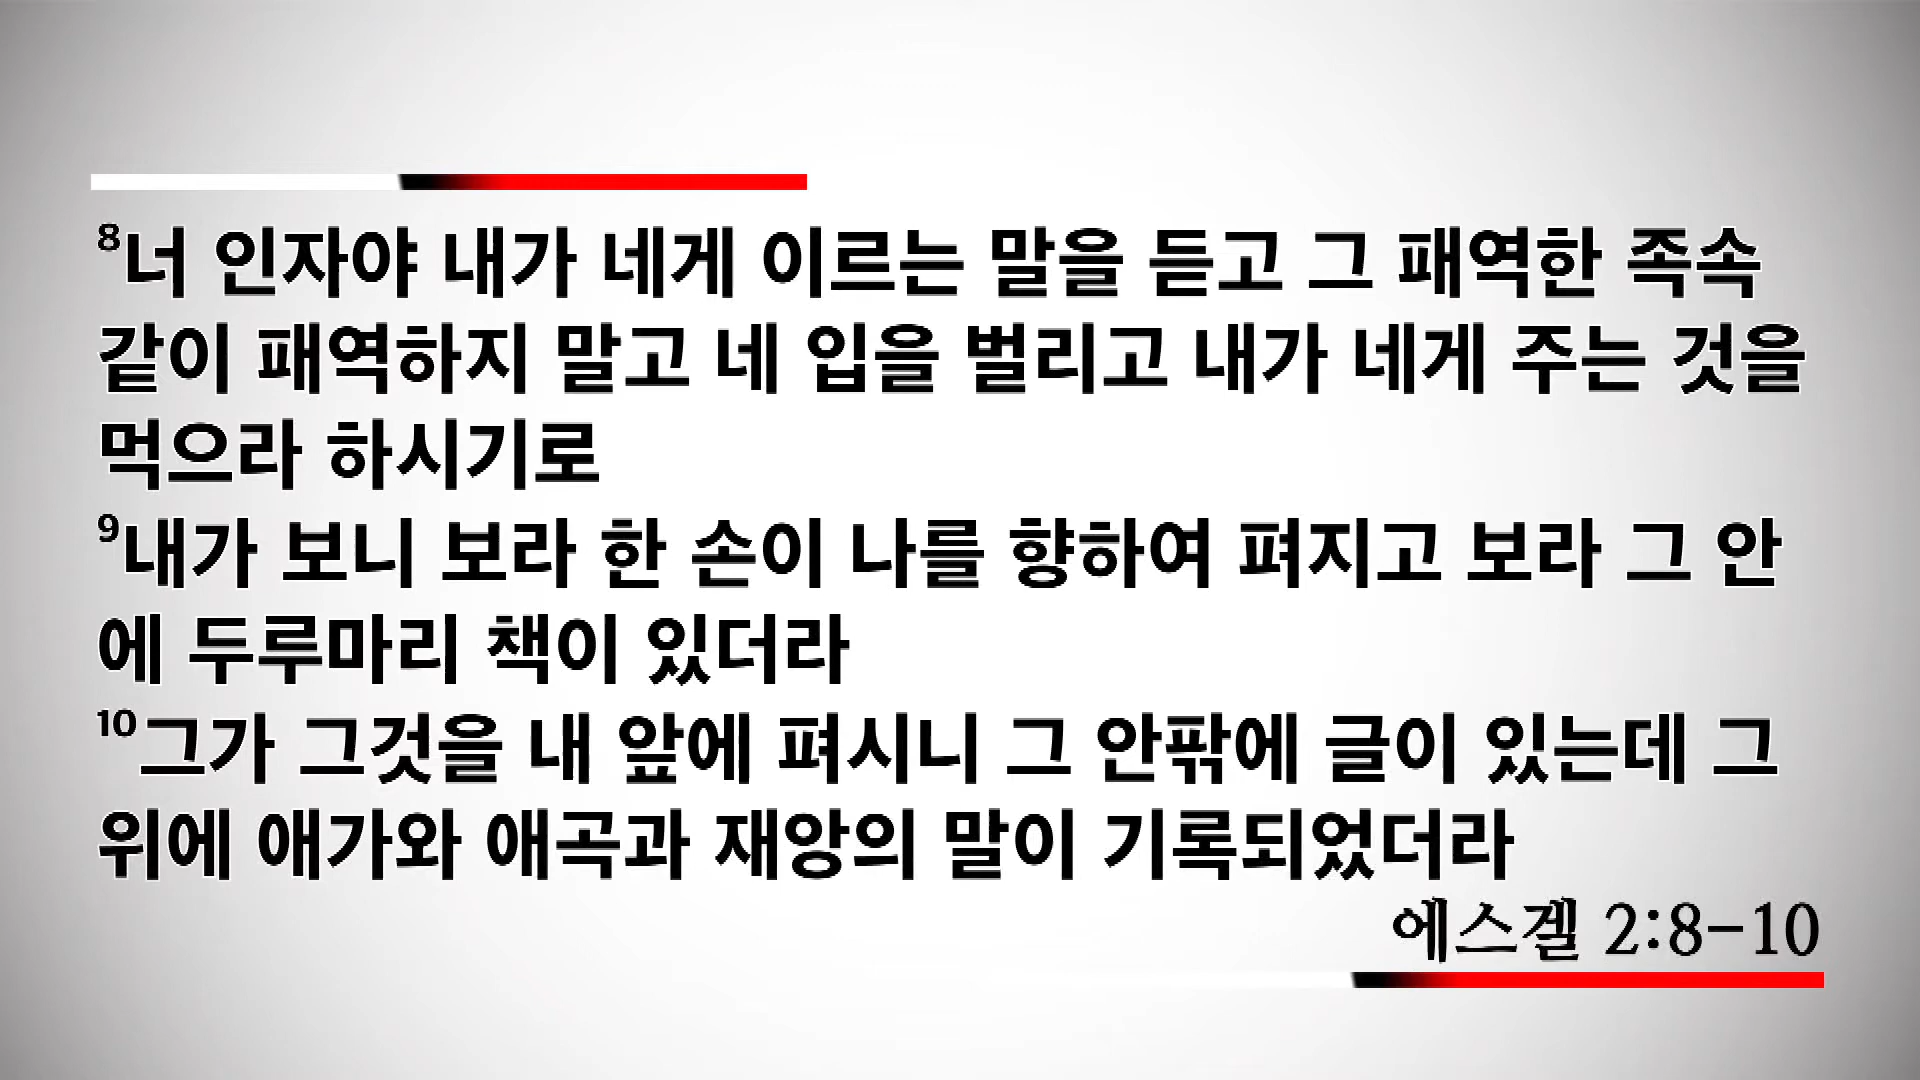 ⁸너 인자야 내가 네게 이르는 말을 듣고 그 패역한 족속
같이 패역하지 말고 네 입을 벌리고 내가 네게 주는 것을
먹으라 하시기로
⁹내가 보니 보라 한 손이 나를 향하여 펴지고 보라 그 안
에 두루마리 책이 있더라
¹⁰그가 그것을 내 앞에 펴시니 그 안팎에 글이 있는데 그
위에 애가와 애곡과 재앙의 말이 기록되었더라
에스겔 2:8-10